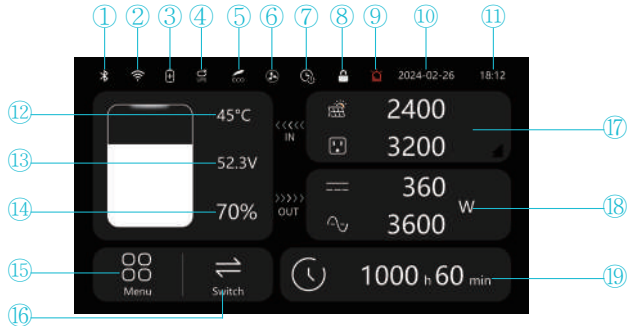 ① ② ③ ④ ⑤ ⑥ ⑦ ⑧ ⑨ ⑩ ⑪
UPS ECO 2024-02-26 18:12
⑫ 45°C
⑬ 52.3V
⑭ 70%
IN
OUT
2400
3200
⑰
360
3600
W
⑱
⑮ Menu
⑯ Switch
1000 h 60 min
⑲